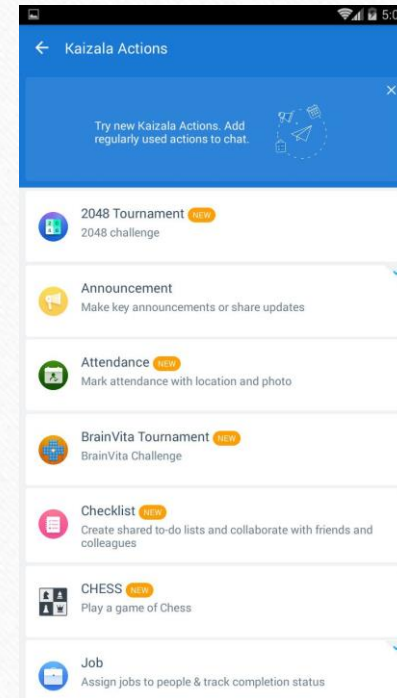 5:0
Kaizala Actions
Try new Kaizala Actions. Add
regularly used actions to chat.
2048 Tournament NEW
2048 challenge
Announcement
Make key announcements or share updates
Attendance NEW
Mark attendance with location and photo
BrainVita Tournament NEW
BrainVita Challenge
Checklist NEW
Create shared to-do lists and collaborate with friends and
colleagues
CHESS NEW
Play a game of Chess
Job
Assign jobs to people & track completion status